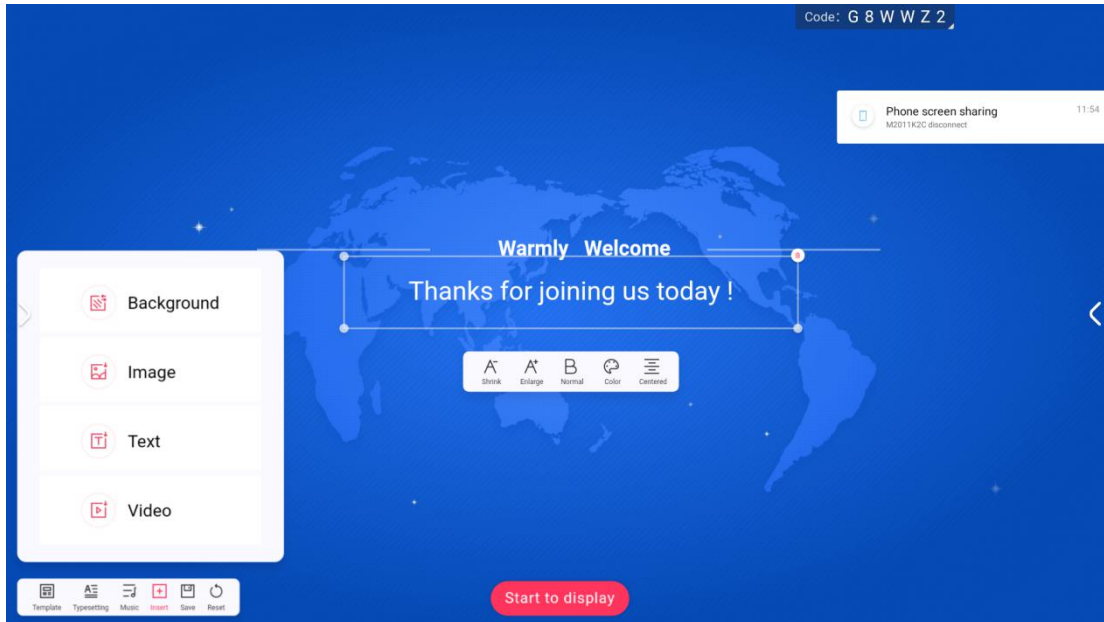 Code: G 8 W W Z 2
Phone screen sharing
11:54
M2011K2C disconnect
Warmly Welcome
Thanks for joining us today !
Shrink
Enlarge
Normal
Color
Centered
Background
Image
Text
Video
Template
Typesetting
Music
Insert
Save
Reset
Start to display